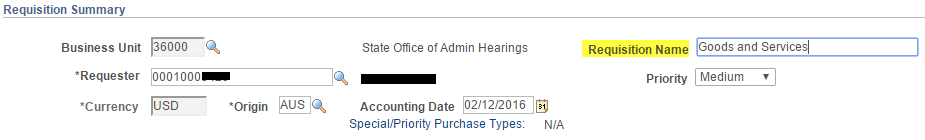 Requisition Summary
Business Unit 36000 State Office of Admin Hearings Requisition Name Goods and Services
*Requester 0001000 Priority Medium
*Currency USD *Origin AUS Accounting Date 02/12/2016 31
Special/Priority Purchase Types: N/A